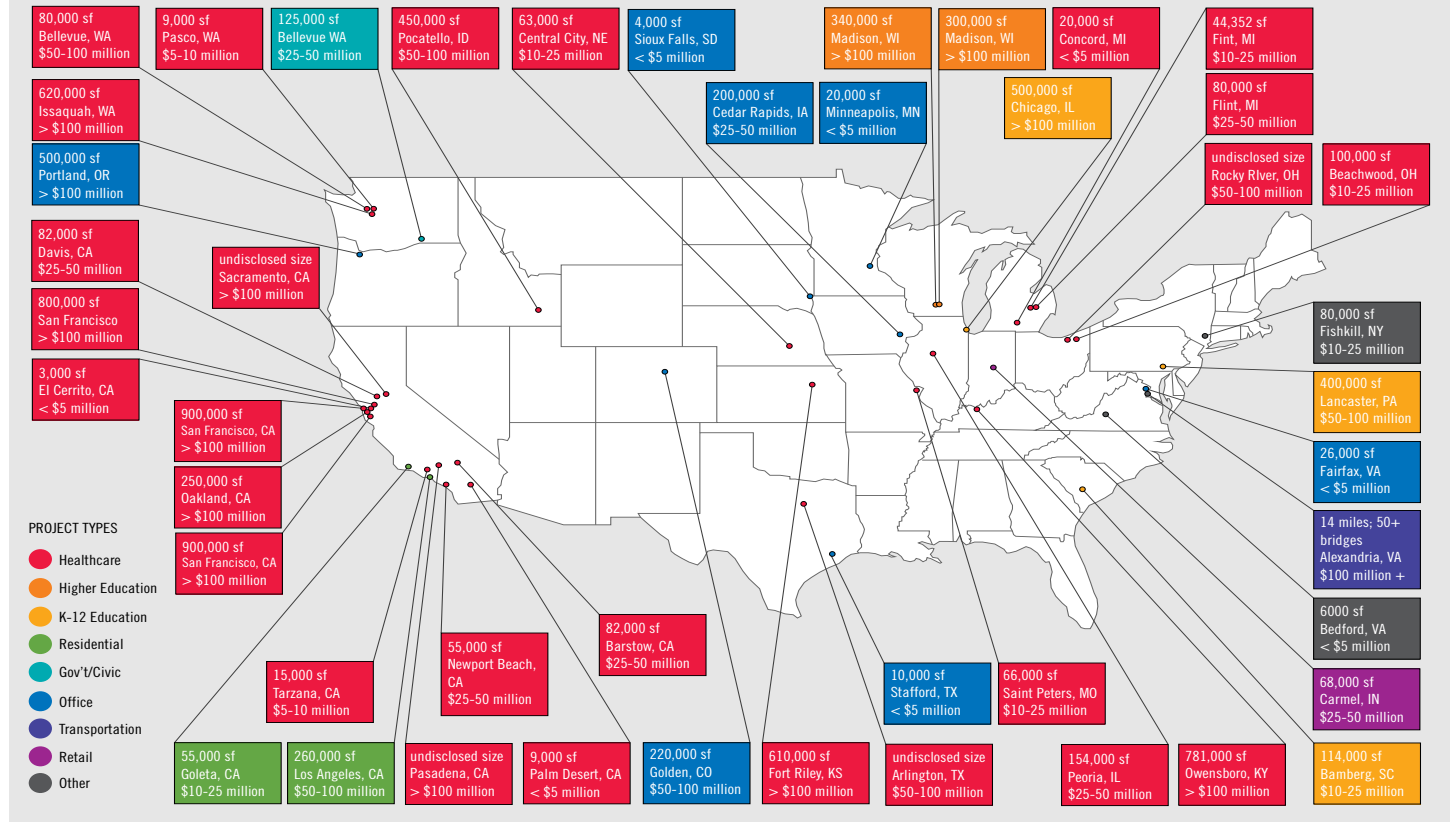 80,000 sf
Bellevue, WA
$50-100 million
9,000 sf
Pasco, WA
$5-10 million
125,000 sf
Bellevue WA
$25-50 million
450,000 sf
Pocatello, ID
$50-100 million
63,000 sf
Central City, NE
$10-25 million
4,000 sf
Sioux Falls, SD
< $5 million
340,000 sf
Madison, WI
> $100 million
300,000 sf
Madison, WI
> $100 million
20,000 sf
Concord, MI
< $5 million
44,352 sf
Fint, MI
$10-25 million
620,000 sf
Issaquah, WA
> $100 million
200,000 sf
Cedar Rapids, IA
$25-50 million
20,000 sf
Minneapolis, MN
< $5 million
500,000 sf
Chicago, IL
> $100 million
80,000 sf
Flint, MI
$25-50 million
500,000 sf
Portland, OR
> $100 million
undisclosed size
Rocky RIver, OH
$50-100 million
100,000 sf
Beachwood, OH
$10-25 million
82,000 sf
Davis, CA
$25-50 million
undisclosed size
Sacramento, CA
> $100 million
800,000 sf
San Francisco
> $100 million
80,000 sf
Fishkill, NY
$10-25 million
3,000 sf
El Cerrito, CA
< $5 million
400,000 sf
Lancaster, PA
$50-100 million
900,000 sf
San Francisco, CA
> $100 million
26,000 sf
Fairfax, VA
< $5 million
250,000 sf
Oakland, CA
> $100 million
14 miles; 50+
bridges
Alexandria, VA
$100 million +
900,000 sf
San Francisco, CA
> $100 million
PROJECT TYPES
Healthcare
Higher Education
K-12 Education
Residential
Gov't/Civic
Office
Transportation
Retail
Other
6000 sf
Bedford, VA
< $5 million
82,000 sf
Barstow, CA
$25-50 million
55,000 sf
Newport Beach,
CA
$25-50 million
15,000 sf
Tarzana, CA
$5-10 million
10,000 sf
Stafford, TX
< $5 million
66,000 sf
Saint Peters, MO
$10-25 million
68,000 sf
Carmel, IN
$25-50 million
55,000 sf
Goleta, CA
$10-25 million
260,000 sf
Los Angeles, CA
$50-100 million
undisclosed size
Pasadena, CA
> $100 million
9,000 sf
Palm Desert, CA
< $5 million
220,000 sf
Golden, CO
$50-100 million
610,000 sf
Fort Riley, KS
> $100 million
undisclosed size
Arlington, TX
$50-100 million
154,000 sf
Peoria, IL
$25-50 million
781,000 sf
Owensboro, KY
> $100 million
114,000 sf
Bamberg, SC
$10-25 million